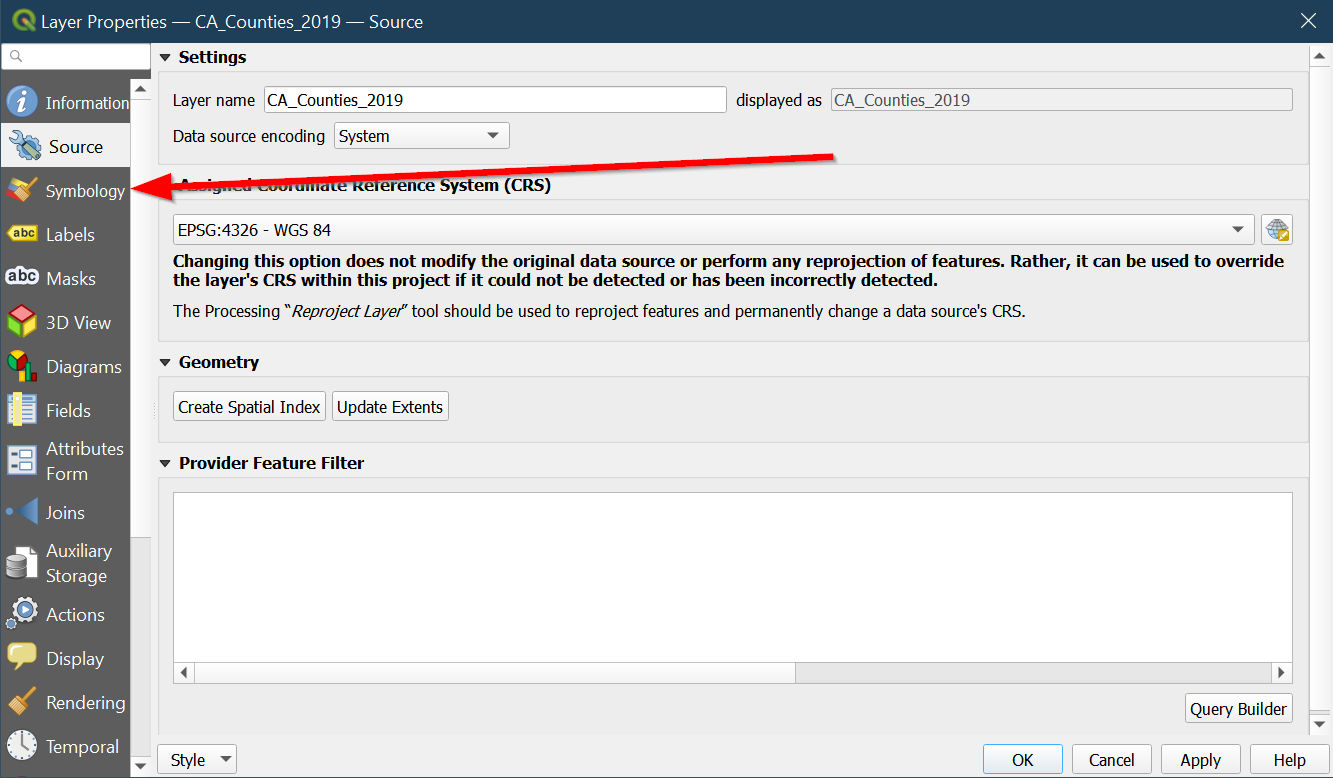 Layer Properties — CA_Counties_2019 — Source
Information
Source
Symbology
Labels
abc
Masks
abc
3D View
Diagrams
Fields
Attributes
Form
Joins
Auxiliary
Storage
Actions
Display
Rendering
Temporal
Settings
Layer name CA_Counties_2019 displayed as CA_Counties_2019
Data source encoding System
Assigned Coordinate Reference System (CRS)
EPSG:4326 - WGS 84
Changing this option does not modify the original data source or perform any reprojection of features. Rather, it can be used to override
the layer's CRS within this project if it could not be detected or has been incorrectly detected.
The Processing “Reproject Layer” tool should be used to reproject features and permanently change a data source's CRS.
Geometry
Create Spatial Index Update Extents
Provider Feature Filter
Query Builder
Style OK Cancel Apply Help